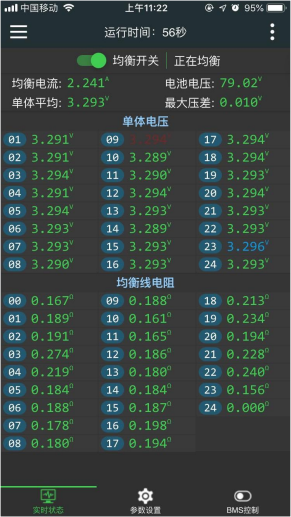 中国移动 上午11:22 95%
运行时间: 56秒
均衡开关 正在均衡
均衡电流: 2.241A 电池电压: 79.02V
单体平均: 3.293V 最大压差: 0.010V
单体电压
01 3.291V 09 17 3.294V
02 3.291V 10 3.289V 18 3.294V
03 3.294V 11 3.290V 19 3.293V
04 3.291V 12 3.294V 20 3.294V
05 3.294V 13 3.293V 21 3.293V
06 3.293V 14 3.289V 22 3.293V
07 3.293V 15 3.293V 23 3.296V
08 3.290V 16 3.293V 24 3.293V
均衡线电阻
00 0.167Ω 09 0.188Ω 18 0.213Ω
01 0.189Ω 10 0.161Ω 19 0.234Ω
02 0.191Ω 11 0.165Ω 20 0.194Ω
03 0.274Ω 12 0.186Ω 21 0.228Ω
04 0.219Ω 13 0.180Ω 22 0.240Ω
05 0.184Ω 14 0.184Ω 23 0.156Ω
06 0.188Ω 15 0.187Ω 24 0.000Ω
07 0.178Ω 16 0.198Ω
08 0.180Ω 17 0.194Ω
实时状态 参数设置 BMS控制